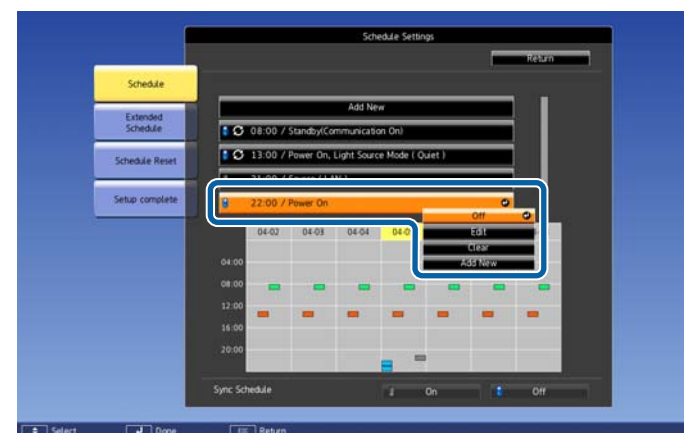 Schedule Settings
Return
Schedule
Extended
Schedule
Schedule Reset
Setup complete
Add New
08:00 / Standby(Communication On)
13:00 / Power On, Light Source Mode ( Quiet )
22:00 / Power On
Off
Edit
Clear
Add New
04-02 04-03 04-04
04:00
08:00
12:00
16:00
20:00
Sync Schedule On Off
Select Done Return